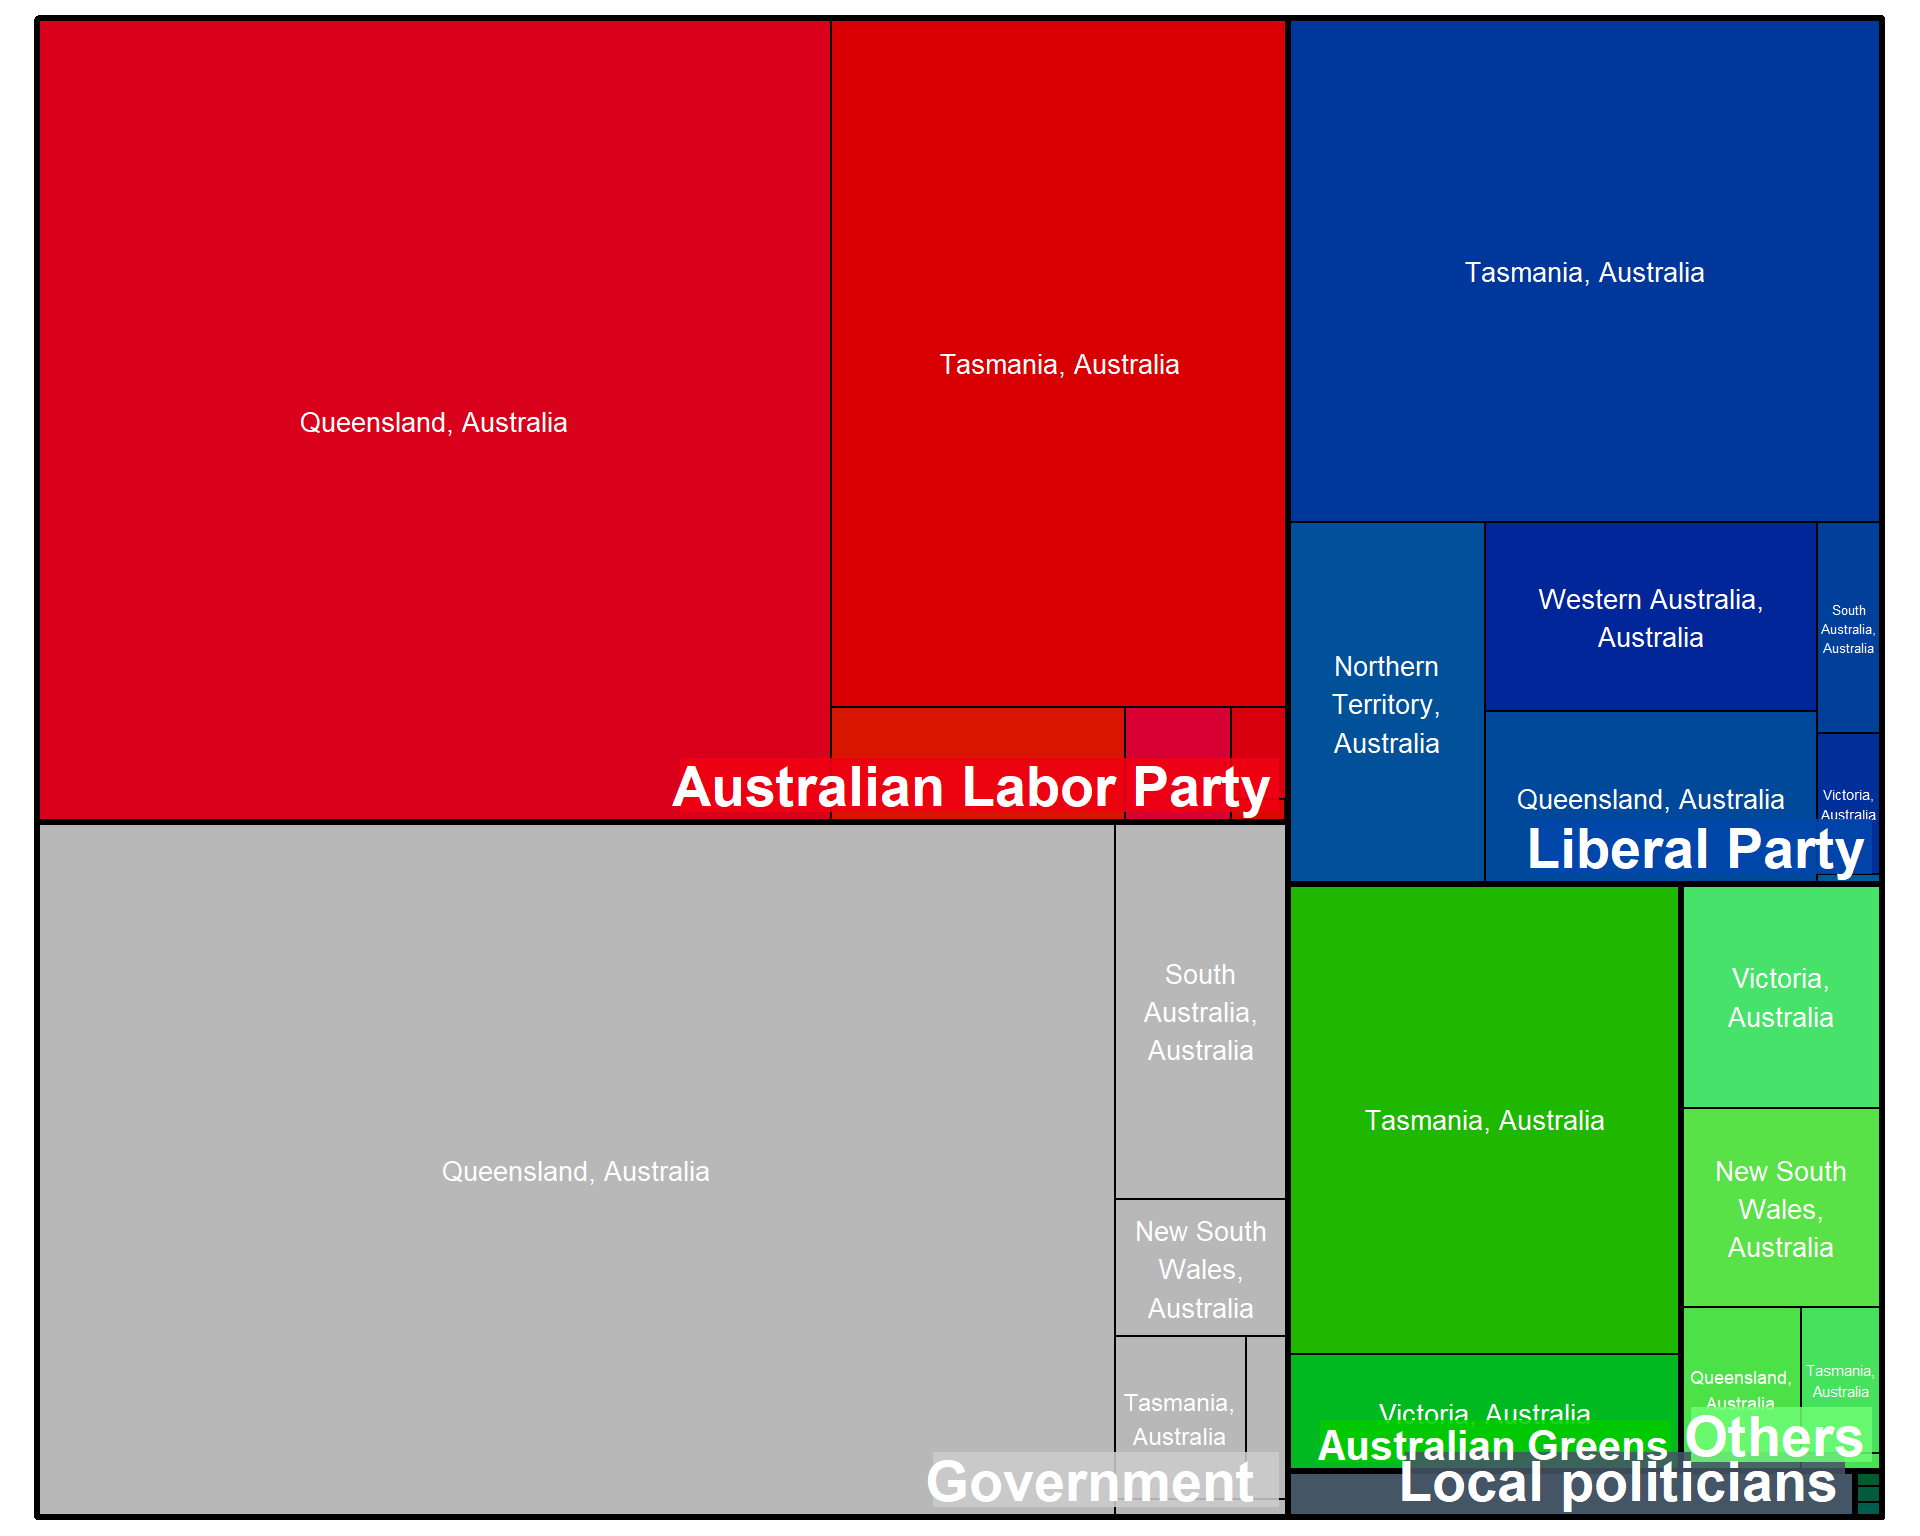 Queensland, Australia
Tasmania, Australia
Australian Labor Party
Tasmania, Australia
Northern
Territory,
Australia
Western Australia,
Australia
South
Australia,
Australia
Queensland, Australia
Victoria,
Australia
Liberal Party
Queensland, Australia
South
Australia,
Australia
New South
Wales,
Australia
Tasmania,
Australia
Government
Tasmania, Australia
Victoria, Australia
Australian Greens
Victoria,
Australia
New South
Wales,
Australia
Queensland,
Australia
Tasmania,
Australia
Others
Local politicians